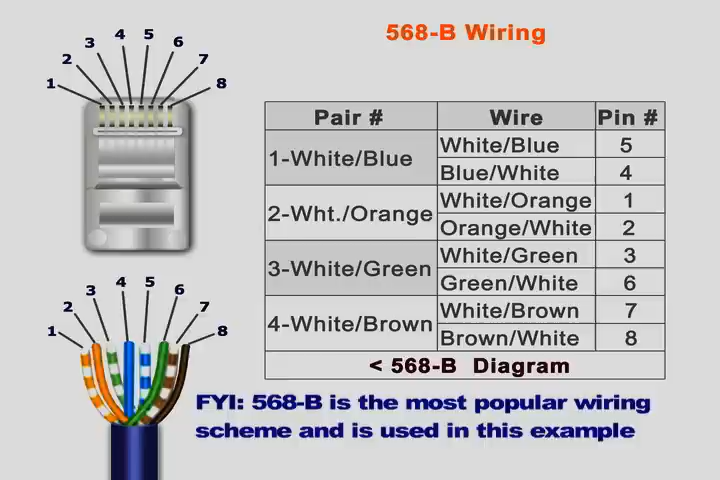 568-B Wiring
1 2 3 4 5 6 7 8
Pair # Wire Pin #
1-White/Blue White/Blue 5
Blue/White 4
2-Wht./Orange White/Orange 1
Orange/White 2
3-White/Green White/Green 3
Green/White 6
4-White/Brown White/Brown 7
Brown/White 8
< 568-B Diagram
1 2 3 4 5 6 7 8
FYI: 568-B is the most popular wiring
scheme and is used in this example